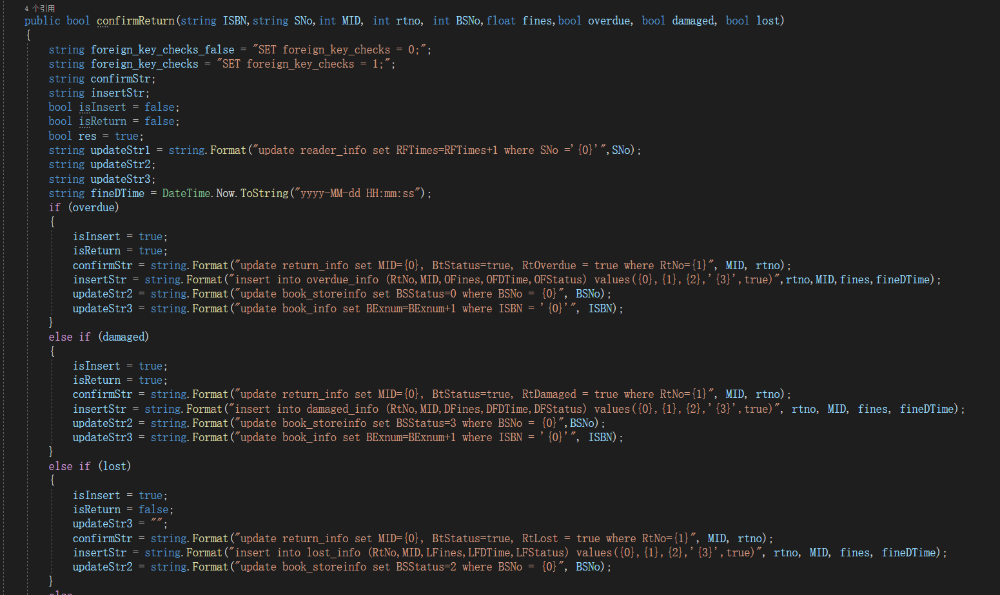 4 个引用
public bool confirmReturn(string ISBN,string SNo,int MID, int rtno, int BSNo,float fines,bool overdue, bool damaged, bool lost)
{
string foreign_key_checks_false = "SET foreign_key_checks = 0;";
string foreign_key_checks = "SET foreign_key_checks = 1;";
string confirmStr;
string insertStr;
bool isInsert = false;
bool isReturn = false;
bool res = true;
string updateStr1 = string.Format("update reader_info set RFTimes=RFTimes+1 where SNo ='{0}'",SNo);
string updateStr2;
string updateStr3;
string fineDTime = DateTime.Now.ToString("yyyy-MM-dd HH:mm:ss");
if (overdue)
{
isInsert = true;
isReturn = true;
confirmStr = string.Format("update return_info set MID={0}, BtStatus=true, RtOverdue = true where RtNo={1}", MID, rtno);
insertStr = string.Format("insert into overdue_info (RtNo,MID,OFines,OFDTime,OFStatus) values({0},{1},{2},'{3}',true)",rtno,MID,fines,fineDTime);
updateStr2 = string.Format("update book_storeinfo set BSStatus=0 where BSNo = {0}", BSNo);
updateStr3 = string.Format("update book_info set BExnum=BExnum+1 where ISBN = '{0}'", ISBN);
}
else if (damaged)
{
isInsert = true;
isReturn = true;
confirmStr = string.Format("update return_info set MID={0}, BtStatus=true, RtDamaged = true where RtNo={1}", MID, rtno);
insertStr = string.Format("insert into damaged_info (RtNo,MID,DFines,DFDTime,DFStatus) values({0},{1},{2},'{3}',true)", rtno, MID, fines, fineDTime);
updateStr2 = string.Format("update book_storeinfo set BSStatus=3 where BSNo = {0}",BSNo);
updateStr3 = string.Format("update book_info set BExnum=BExnum+1 where ISBN = '{0}'", ISBN);
}
else if (lost)
{
isInsert = true;
isReturn = false;
updateStr3 = "";
confirmStr = string.Format("update return_info set MID={0}, BtStatus=true, RtLost = true where RtNo={1}", MID, rtno);
insertStr = string.Format("insert into lost_info (RtNo,MID,LFines,LFDTime,LFStatus) values({0},{1},{2},'{3}',true)", rtno, MID, fines, fineDTime);
updateStr2 = string.Format("update book_storeinfo set BSStatus=2 where BSNo = {0}", BSNo);
}
else